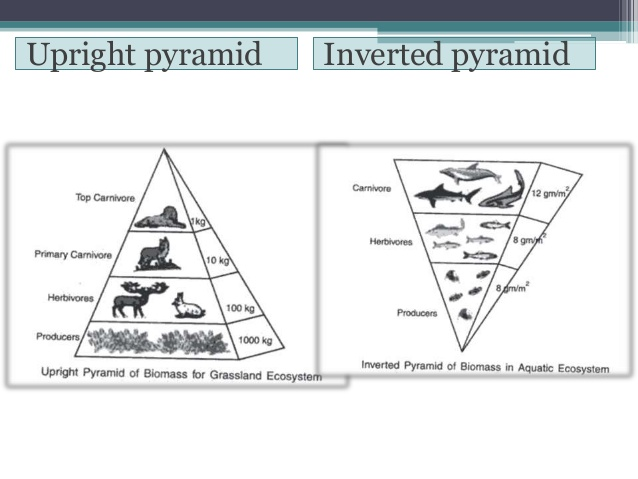 Upright pyramid
Inverted pyramid
Top Carnivore
1kg
Primary Carnivore
10 kg
Herbivores
100 kg
Producers
1000 kg
Upright Pyramid of Biomass for Grassland Ecosystem
Carnivore
12 gm/m²
Herbivores
8 gm/m²
Producers
8 gm/m²
Inverted Pyramid of Biomass in Aquatic Ecosystem